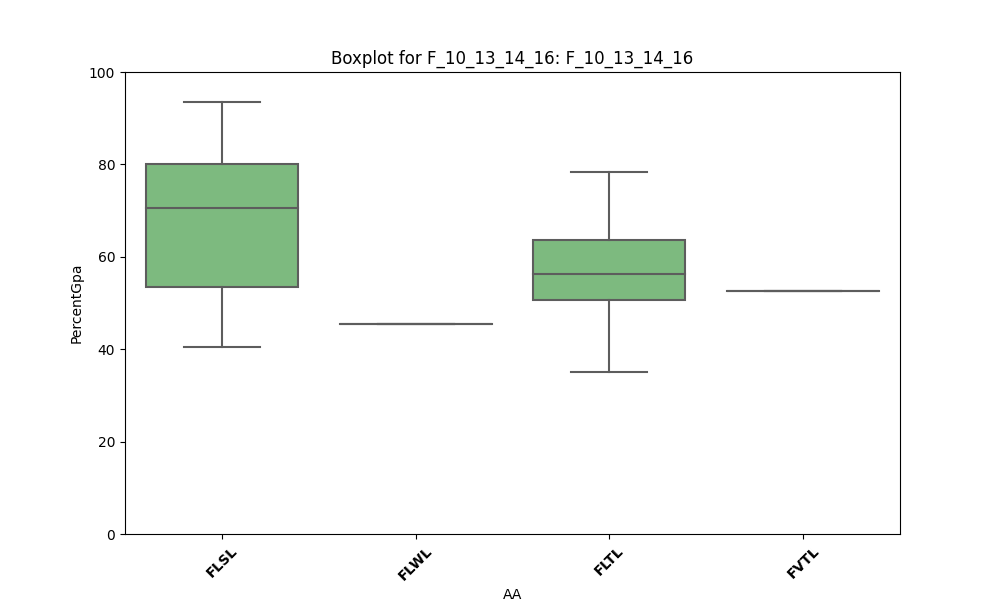 Boxplot for F_10_13_14_16: F_10_13_14_16
100
80
60
40
20
0
PercentGpa
FLSL
FLWL
FLTL
FVTL
AA